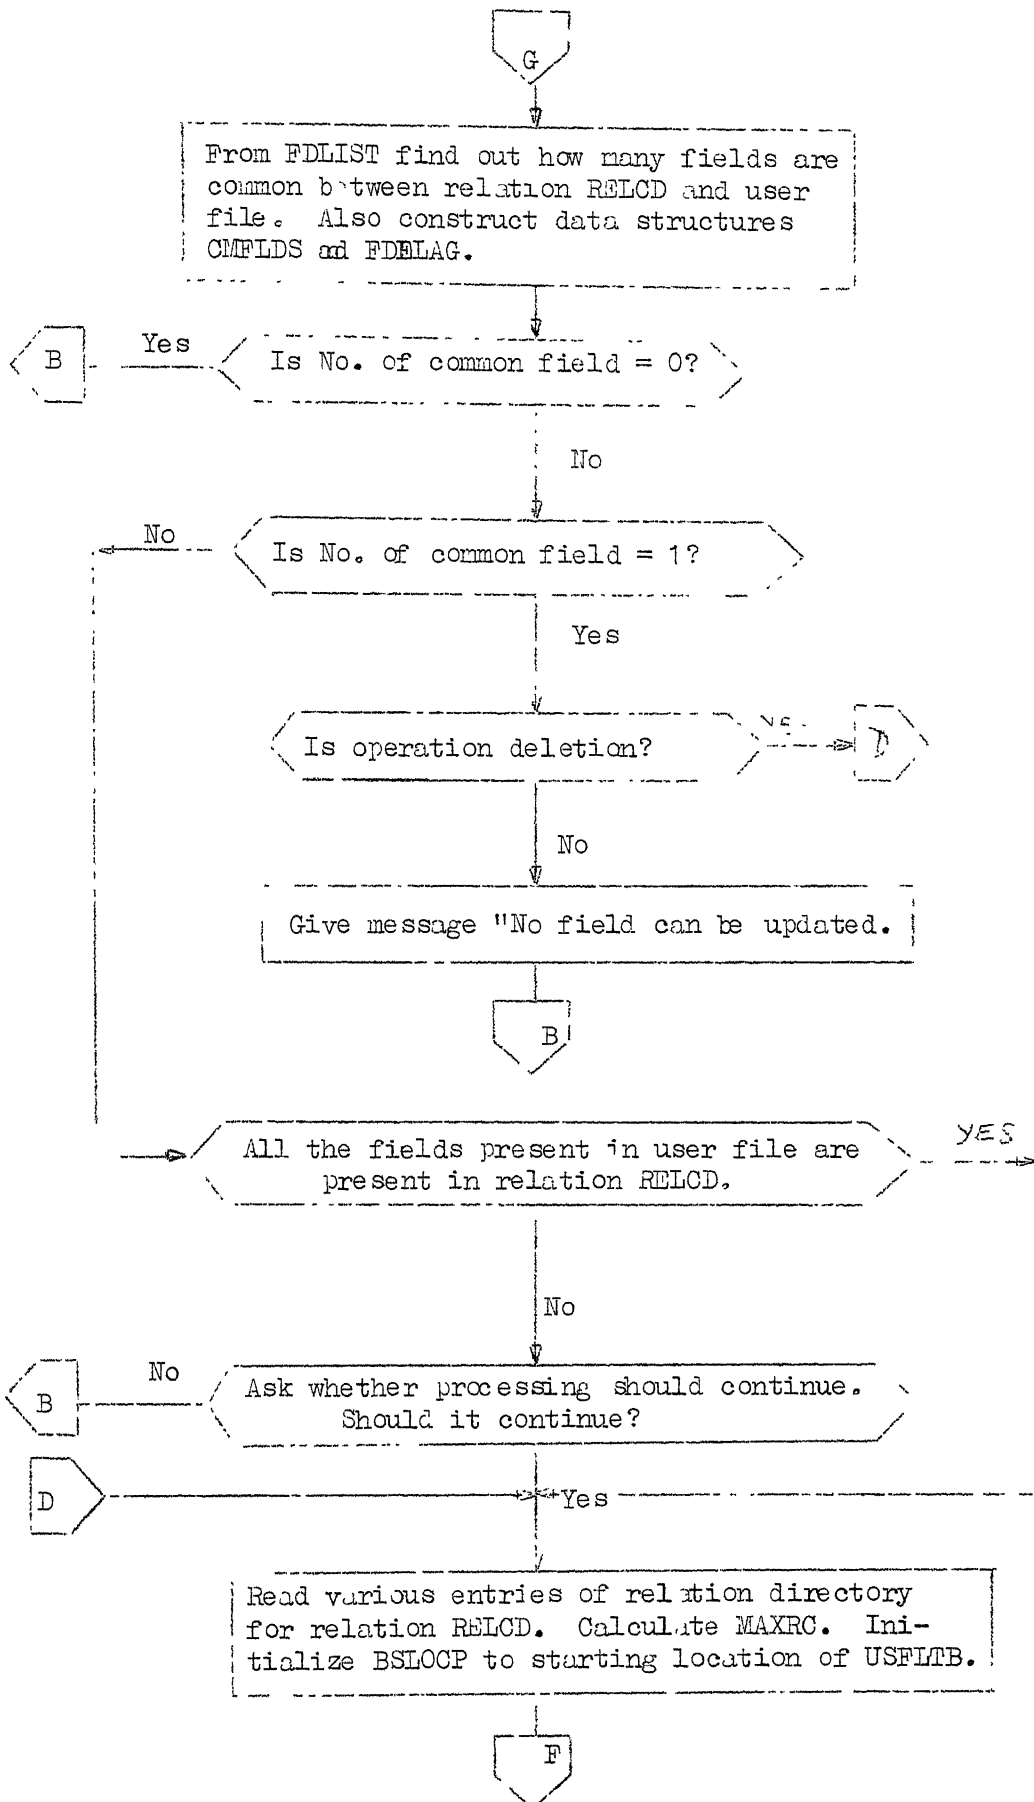 G
From FDLIST find out how many fields are
common between relation RELCD and user
file. Also construct data structures
CMFLDS ad FDELAG.
B
Yes
Is No. of common field = 0?
No
No
Is No. of common field = 1?
Yes
Is operation deletion?
D
No
Give message "No field can be updated.
B
All the fields present in user file are
present in relation RELCD.
YES
No
No
B
Ask whether processing should continue.
Should it continue?
D
Yes
Read various entries of relation directory
for relation RELCD. Calculate MAXRC. Ini-
tialize BSLOCP to starting location of USFLTB.
F